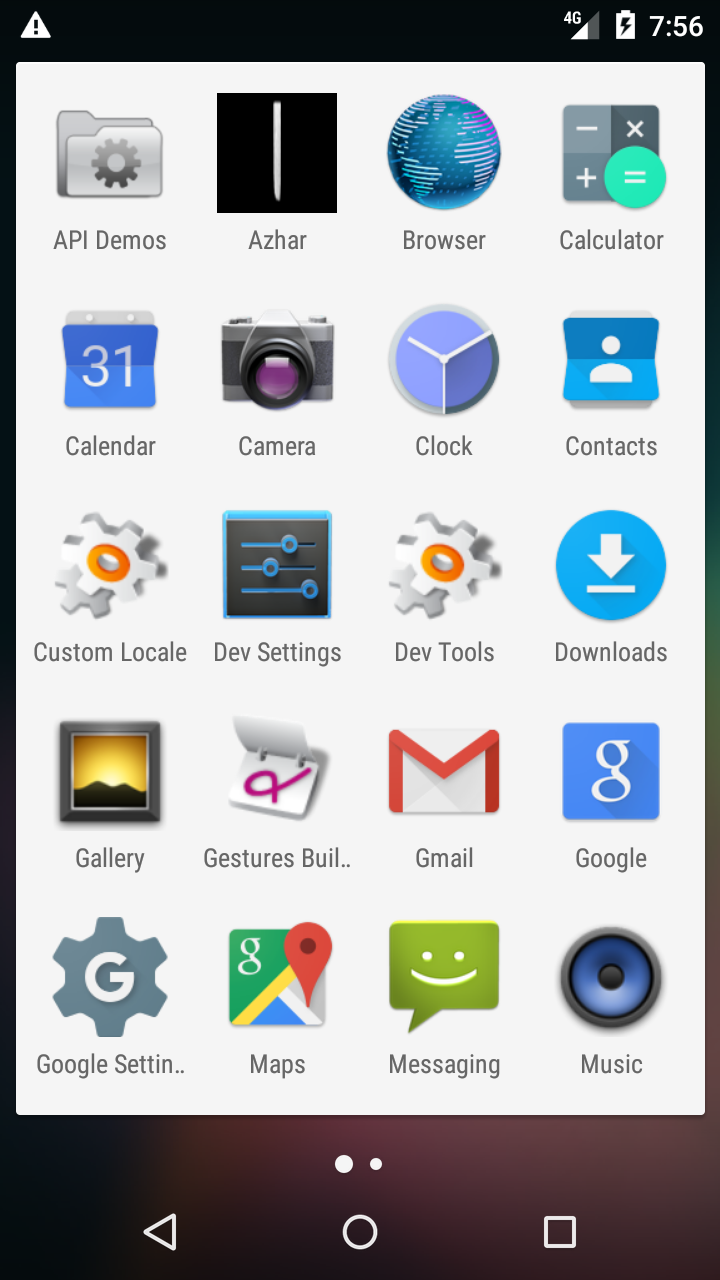 4G 7:56
API Demos Azhar Browser Calculator
31
Calendar Camera Clock Contacts
Custom Locale Dev Settings Dev Tools Downloads
g
Gallery Gestures Buil.. Gmail Google
G g
Google Settin.. Maps Messaging Music